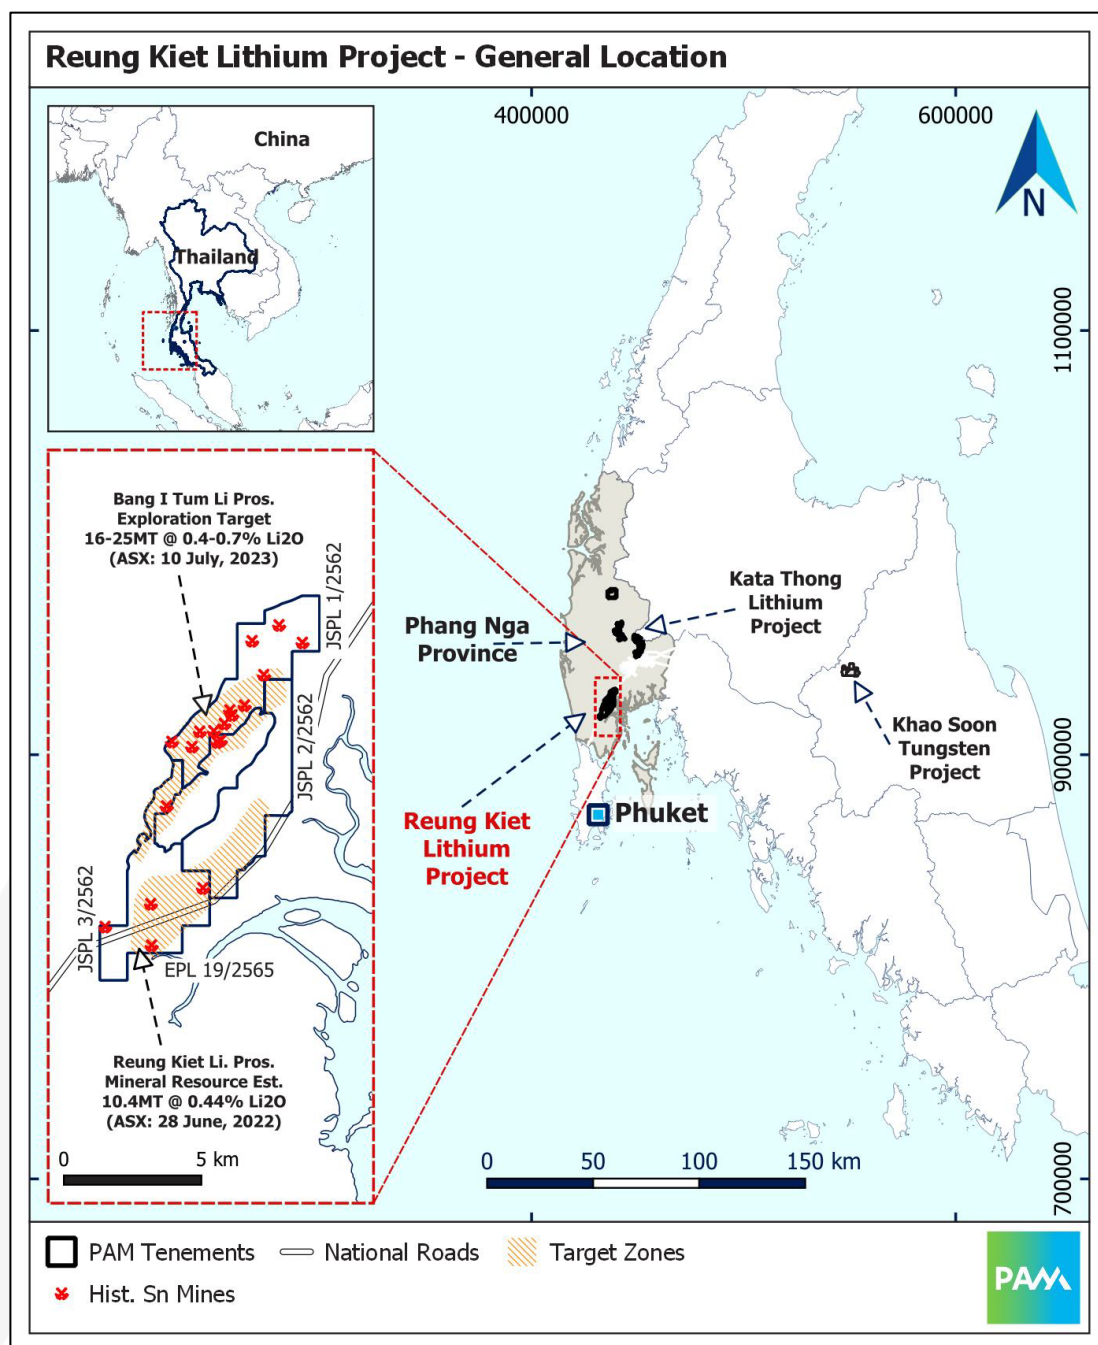 Reung Kiet Lithium Project - General Location
400000
600000
China
Thailand
N
1100000
900000
700000
Bang I Tum Li Pros.
Exploration Target
16-25MT @ 0.4-0.7% Li2O
(ASX: 10 July, 2023)
JSPL 1/2562
JSPL 2/2562
JSPL 3/2562
EPL 19/2565
Reung Kiet Li. Pros.
Mineral Resource Est.
10.4MT @ 0.44% Li2O
(ASX: 28 June, 2022)
0 5 km
Kata Thong
Lithium
Project
Phang Nga
Province
Khao Soon
Tungsten
Project
Reung Kiet
Lithium
Project
Phuket
0 50 100 150 km
PAM Tenements
National Roads
Target Zones
Hist. Sn Mines
PAM